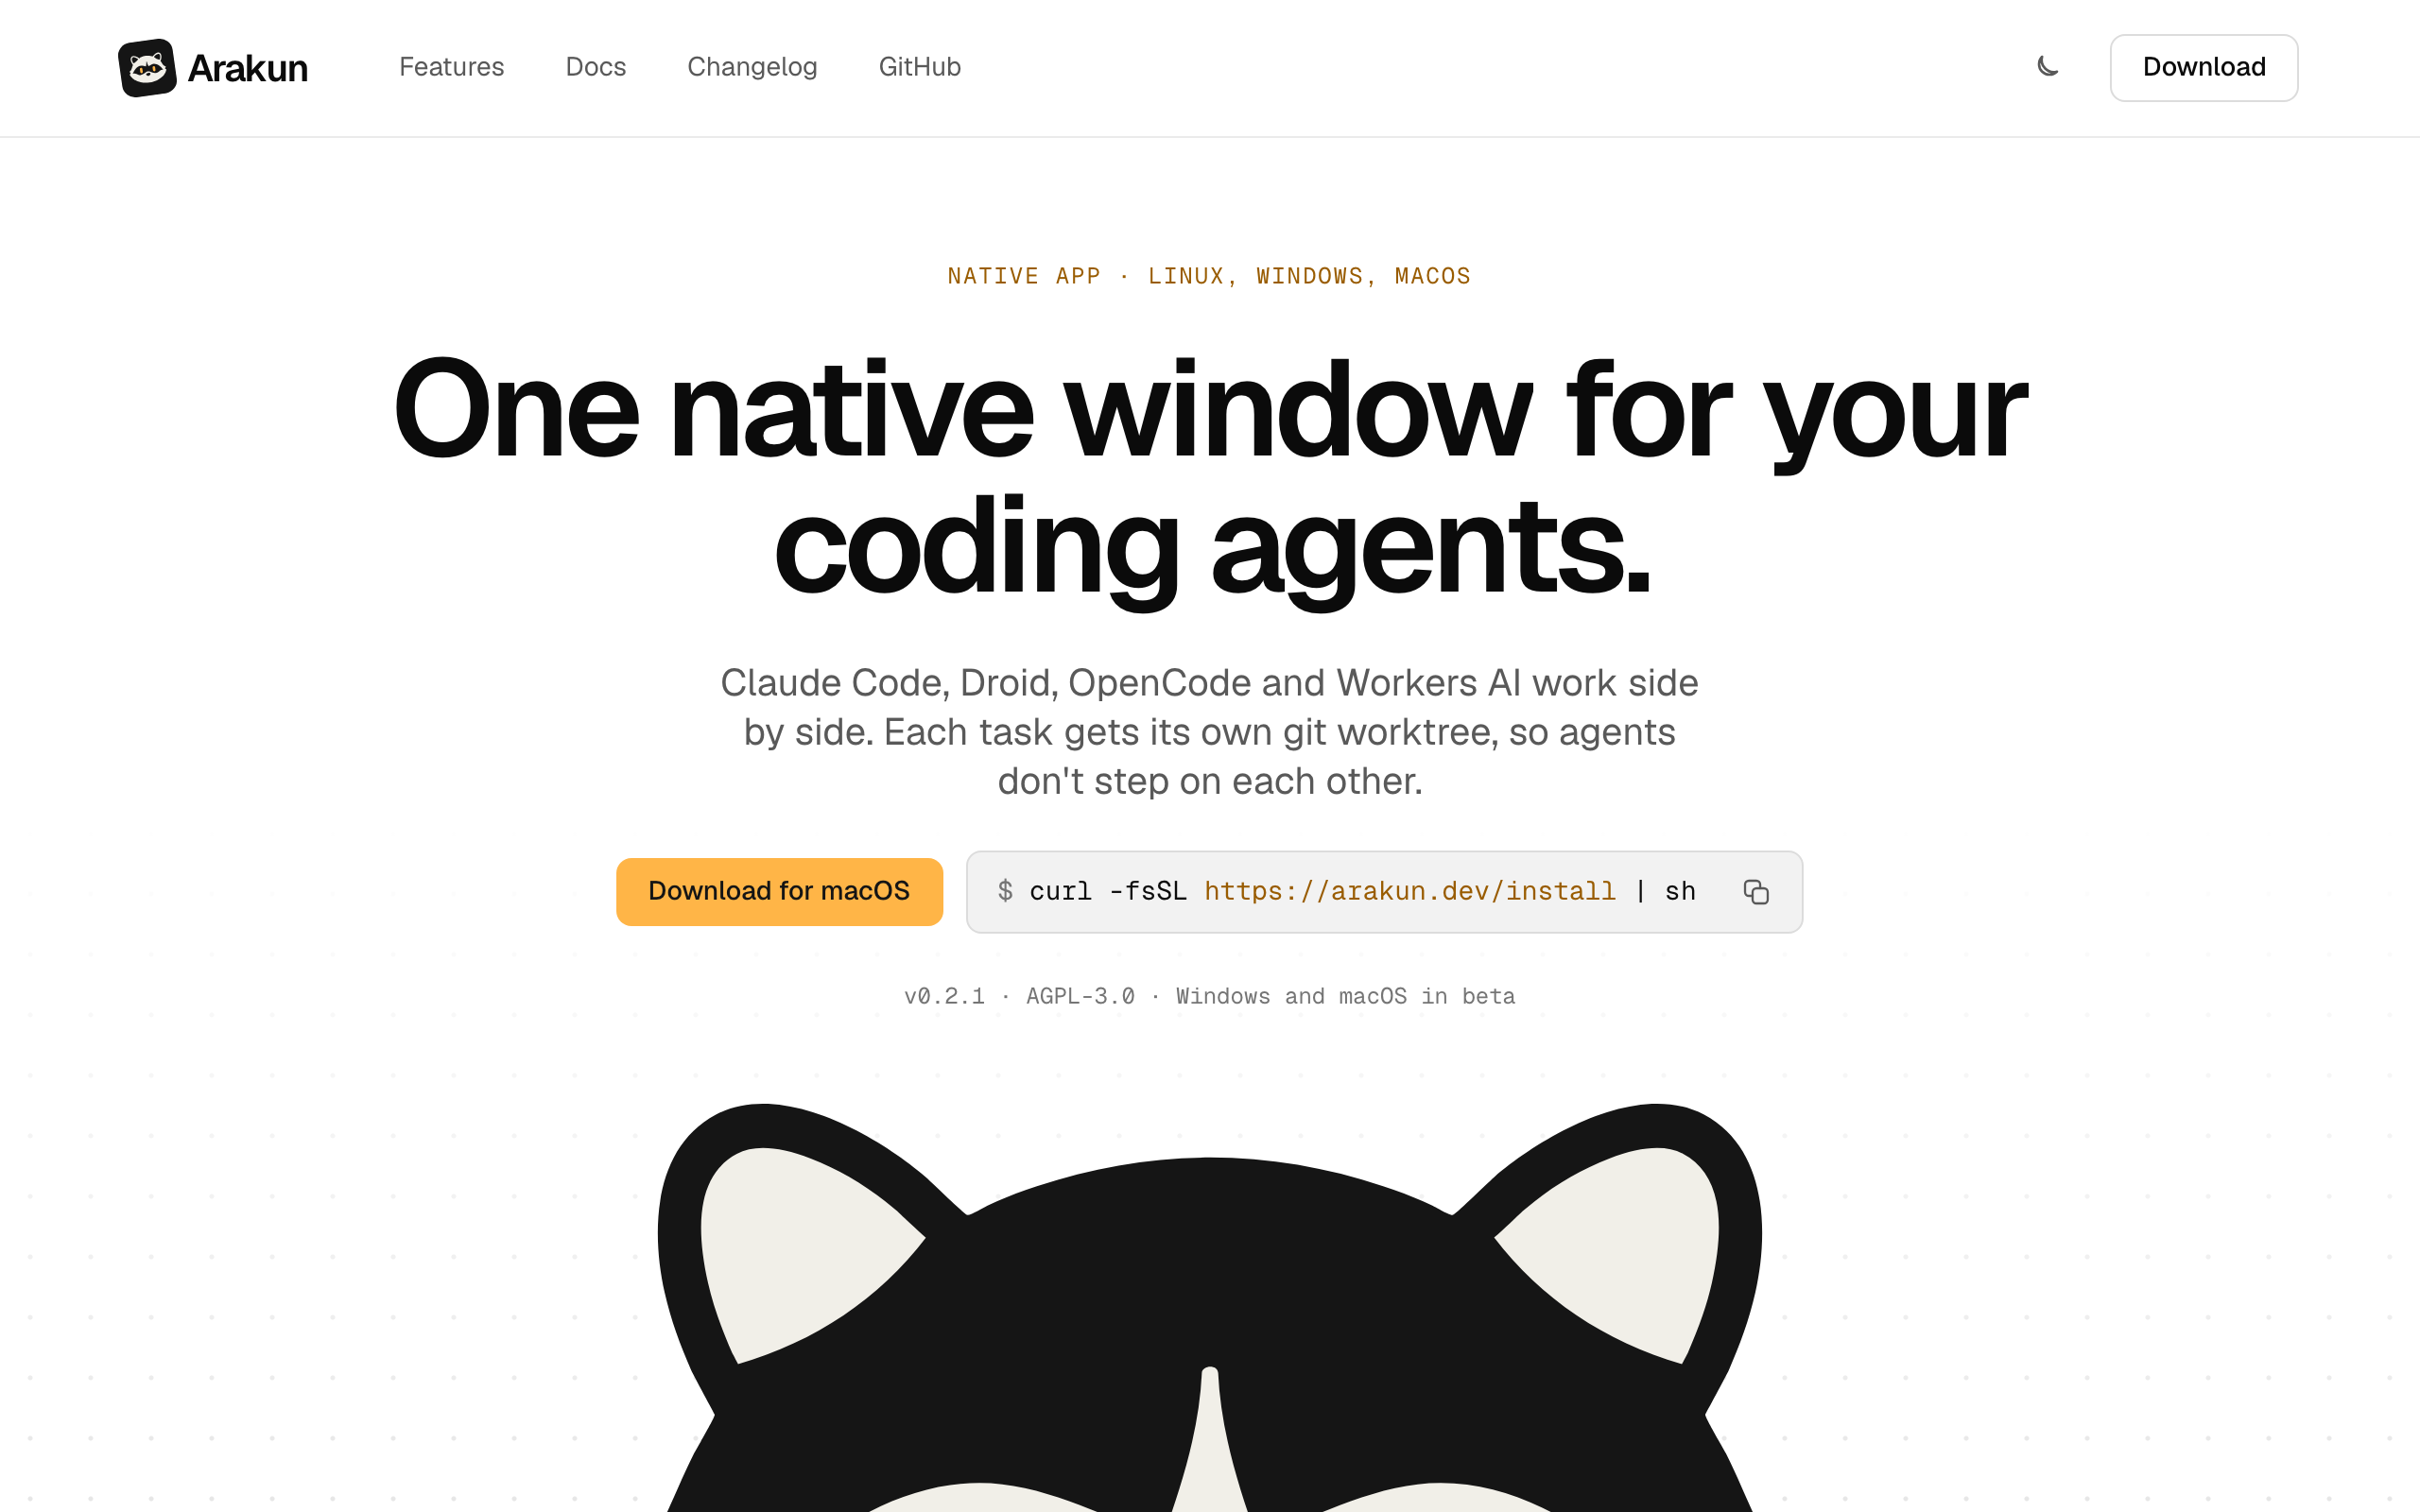 Arakun
Features
Docs
Changelog
GitHub
Download
NATIVE APP · LINUX, WINDOWS, MACOS
One native window for your
coding agents.
Claude Code, Droid, OpenCode and Workers AI work side
by side. Each task gets its own git worktree, so agents
don't step on each other.
Download for macOS
$ curl -fsSL https://arakun.dev/install | sh
v0.2.1 · AGPL-3.0 · Windows and macOS in beta